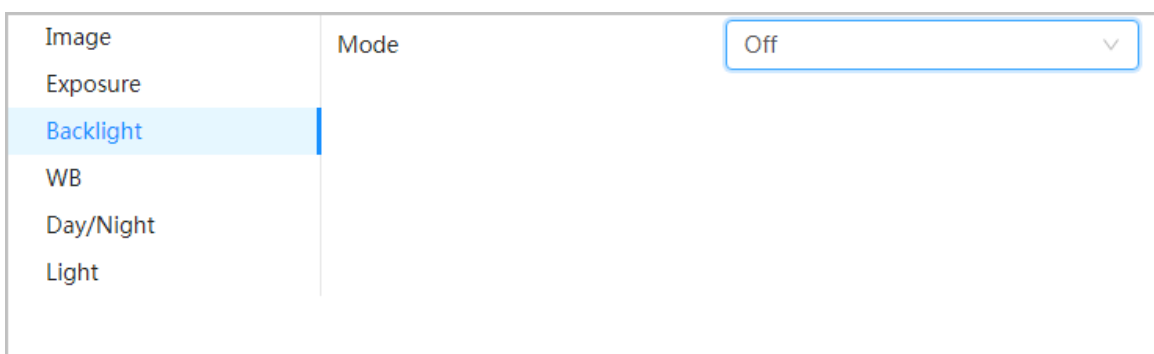 Image
Mode
Off
Exposure
Backlight
WB
Day/Night
Light